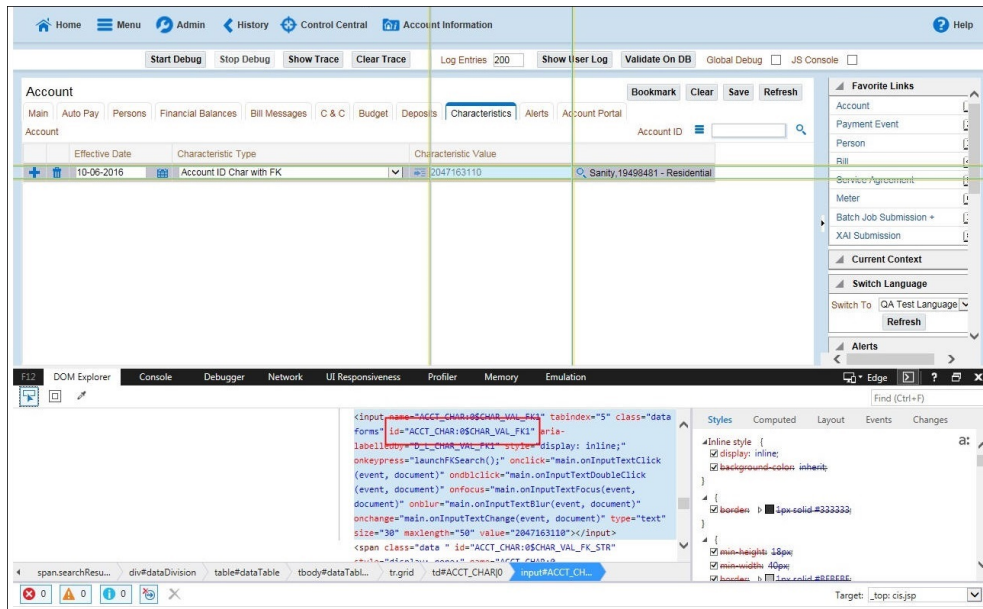 Home Menu Admin History Control Central Account Information Help
Start Debug Stop Debug Show Trace Clear Trace Log Entries 200 Show User Log Validate On DB Global Debug JS Console
Account Bookmark Clear Save Refresh
Main Auto Pay Persons Financial Balances Bill Messages C & C Budget Deposits Characteristics Alerts Account Portal
Account Account ID
Effective Date Characteristic Type Characteristic Value
10-06-2016 Account ID Char with FK 2047163110 Sanity,19498481 - Residential
Favorite Links
Account
Payment Event
Person
Bill
Service Agreement
Meter
Batch Job Submission +
XAI Submission
Current Context
Switch Language
Switch To QA Test Language
Refresh
Alerts
F12 DOM Explorer Console Debugger Network UI Responsiveness Profiler Memory Emulation Edge ?
Find (Ctrl+F)
<input name="ACCT_CHAR:0$CHAR_VAL_FK1" tabindex="5" class="data
forms" id="ACCT_CHAR:0$CHAR_VAL_FK1" aria-
labelledby="D_L_CHAR_VAL_FK1" style="display: inline;"
onkeypress="launchFKSearch();" onclick="main.onInputTextClick
(event, document)" ondblclick="main.onInputTextDoubleClick
(event, document)" onfocus="main.onInputTextFocus(event,
document)" onblur="main.onInputTextBlur(event, document)"
onchange="main.onInputTextChange(event, document)" type="text"
size="30" maxlength="50" value="2047163110"></input>
<span class="data " id="ACCT_CHAR:0$CHAR_VAL_FK_STR"
Styles Computed Layout Events Changes
Inline style { a:
display: inline;
background-color: inherit;
}
{
border: 1px solid #333333;
}
{
min-height: 18px;
min-width: 40px;
border: 1px solid #BEBEBE;
span.searchResu... div#dataDivision table#dataTable tbody#dataTabl... tr.grid td#ACCT_CHAR|0 input#ACCT_CH...
0 0 0 Target: _top: cis.jsp